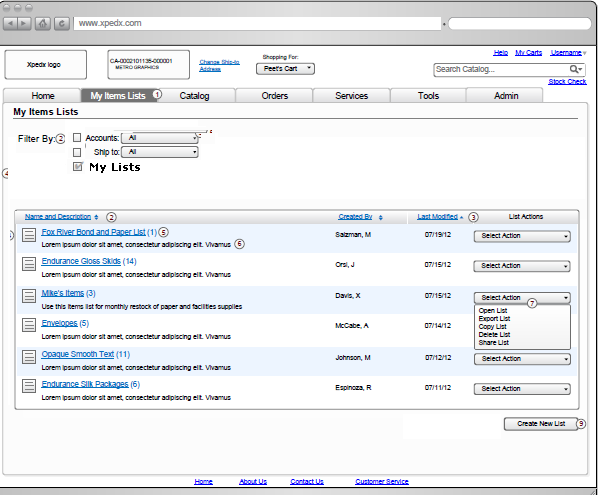 www.xpedx.com
Help My Carts Username
Xpedx logo
CA-0002101135-000001
METRO GRAPHICS
Change Ship-to
Address
Shopping For:
Peet's Cart
Search Catalog...
Stock Check
Home My Items Lists 1 Catalog Orders Services Tools Admin
My Items Lists
Filter By: 2 Accounts: All
Ship to: All
My Lists
4
Name and Description 2 Created By Last Modified 3 List Actions
Fox River Bond and Paper List (1) 5 Salzman, M 07/19/12 Select Action
Lorem ipsum dolor sit amet, consectetur adipiscing elit. Vivamus 6
Endurance Gloss Skids (14) Orsi, J 07/15/12 Select Action
Lorem ipsum dolor sit amet, consectetur adipiscing elit. Vivamus
Mike's Items (3) Davis, X 07/15/12 Select Action
Use this items list for monthly restock of paper and facilities supplies
7
Open List
Export List
Copy List
Delete List
Share List
Envelopes (5) McCabe, A 07/14/12
Lorem ipsum dolor sit amet, consectetur adipiscing elit. Vivamus
Opaque Smooth Text (11) Johnson, M 07/12/12 Select Action
Lorem ipsum dolor sit amet, consectetur adipiscing elit. Vivamus
Endurance Silk Packages (6) Espinoza, R 07/11/12 Select Action
Lorem ipsum dolor sit amet, consectetur adipiscing elit. Vivamus
Create New List 9
Home About Us Contact Us Customer Service